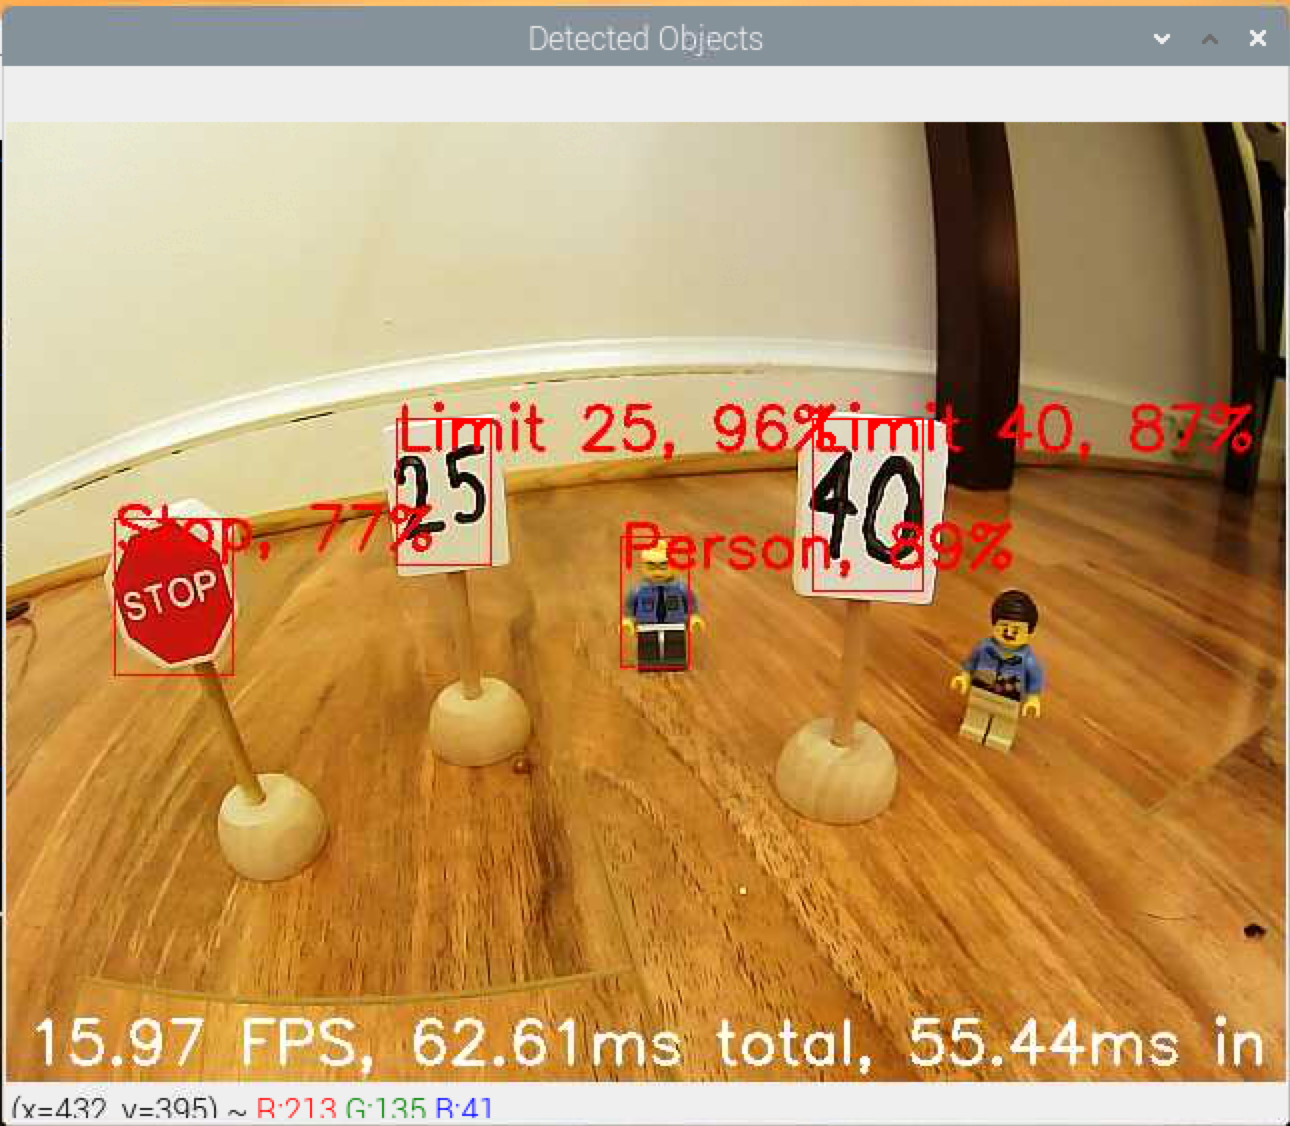 Detected Objects
Limit 25, 96%
Limit 40, 87%
25
40
Stop, 77%
Person, 89%
STOP
15.97 FPS, 62.61ms total, 55.44ms in
(x=432, y=395) ~ R:213 G:135 B:41